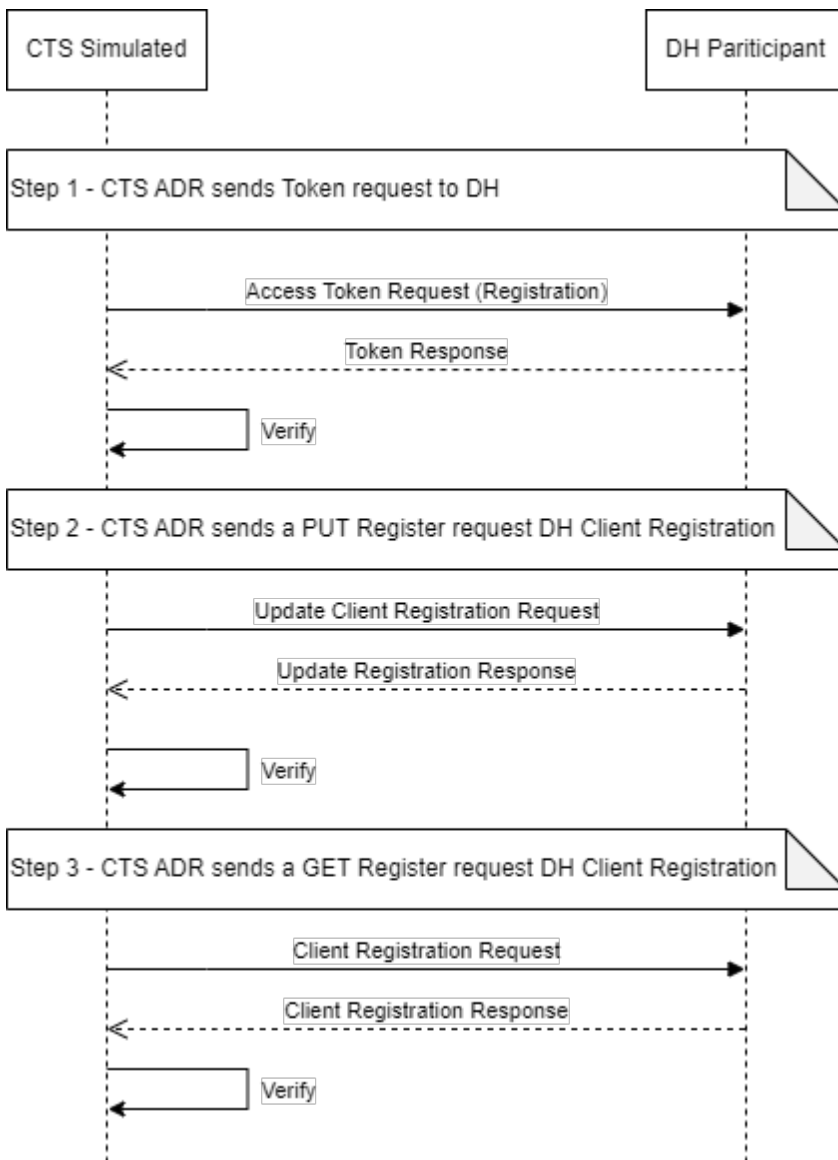 CTS Simulated
DH Pariticipant
Step 1 - CTS ADR sends Token request to DH
Access Token Request (Registration)
Token Response
Verify
Step 2 - CTS ADR sends a PUT Register request DH Client Registration
Update Client Registration Request
Update Registration Response
Verify
Step 3 - CTS ADR sends a GET Register request DH Client Registration
Client Registration Request
Client Registration Response
Verify